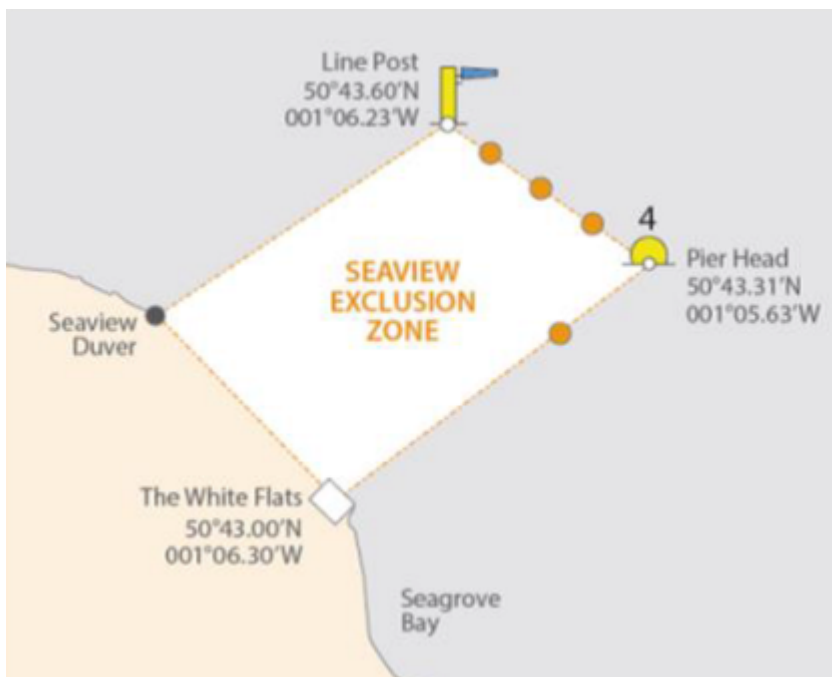 Line Post
50°43.60'N
001°06.23'W
4
Pier Head
50°43.31'N
001°05.63'W
SEAVIEW
EXCLUSION
ZONE
Seaview
Duver
The White Flats
50°43.00'N
001°06.30'W
Seagrove
Bay